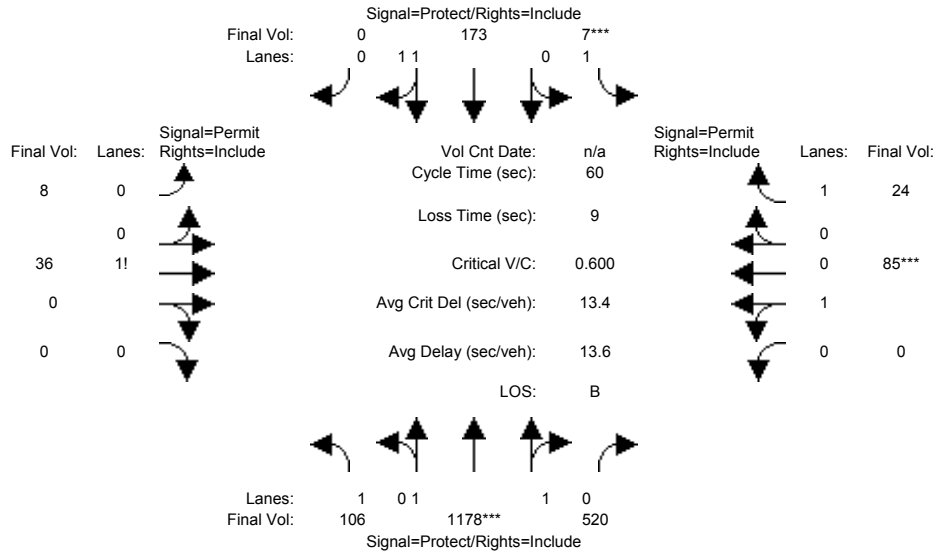 Signal=Protect/Rights=Include
Final Vol: 0 173 7***
Lanes: 0 1 1 0 1
Signal=Permit
Final Vol: Lanes: Rights=Include
Vol Cnt Date: n/a
Signal=Permit
Rights=Include Lanes: Final Vol:
Cycle Time (sec): 60
8 0
1 24
Loss Time (sec): 9
0
0
36 1!
Critical V/C: 0.600
0 85***
0
Avg Crit Del (sec/veh): 13.4
1
0 0
Avg Delay (sec/veh): 13.6
0 0
LOS: B
Lanes: 1 0 1 1 0
Final Vol: 106 1178*** 520
Signal=Protect/Rights=Include